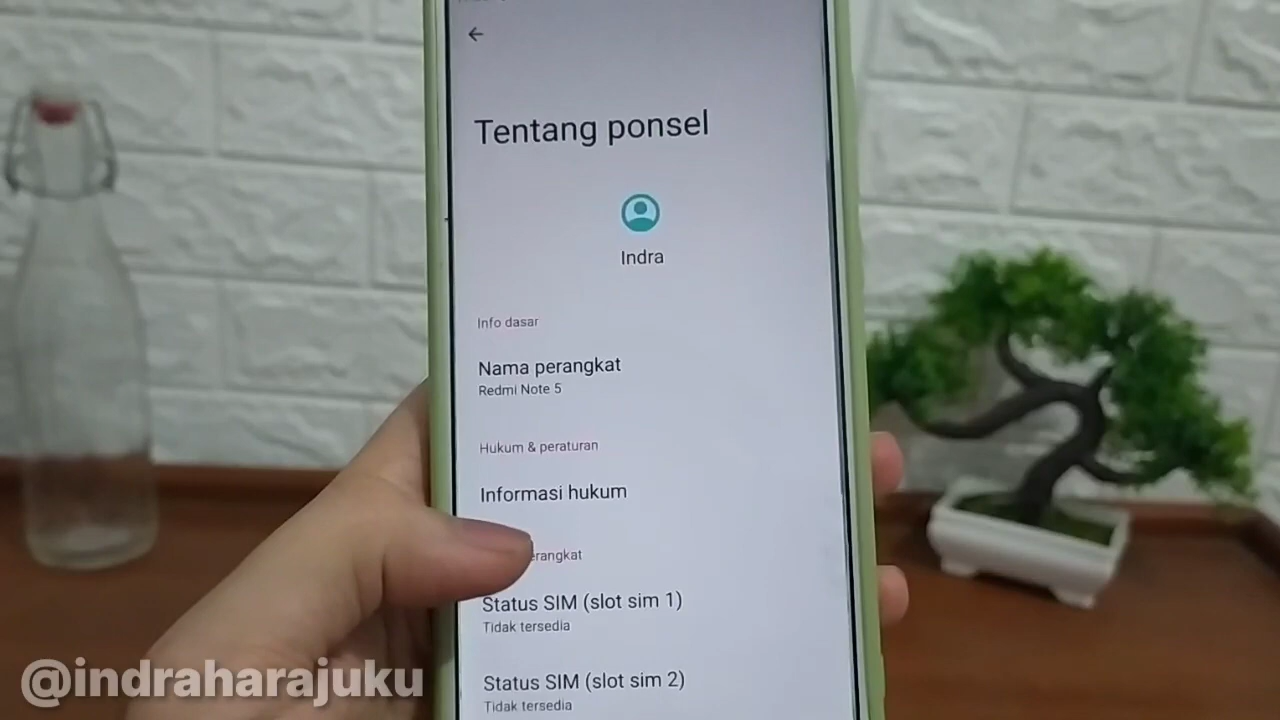 Tentang ponsel
Indra
Info dasar
Nama perangkat
Redmi Note 5
Hukum & peraturan
Informasi hukum
erangkat
Status SIM (slot sim 1)
Tidak tersedia
Status SIM (slot sim 2)
Tidak tersedia
@indraharajuku